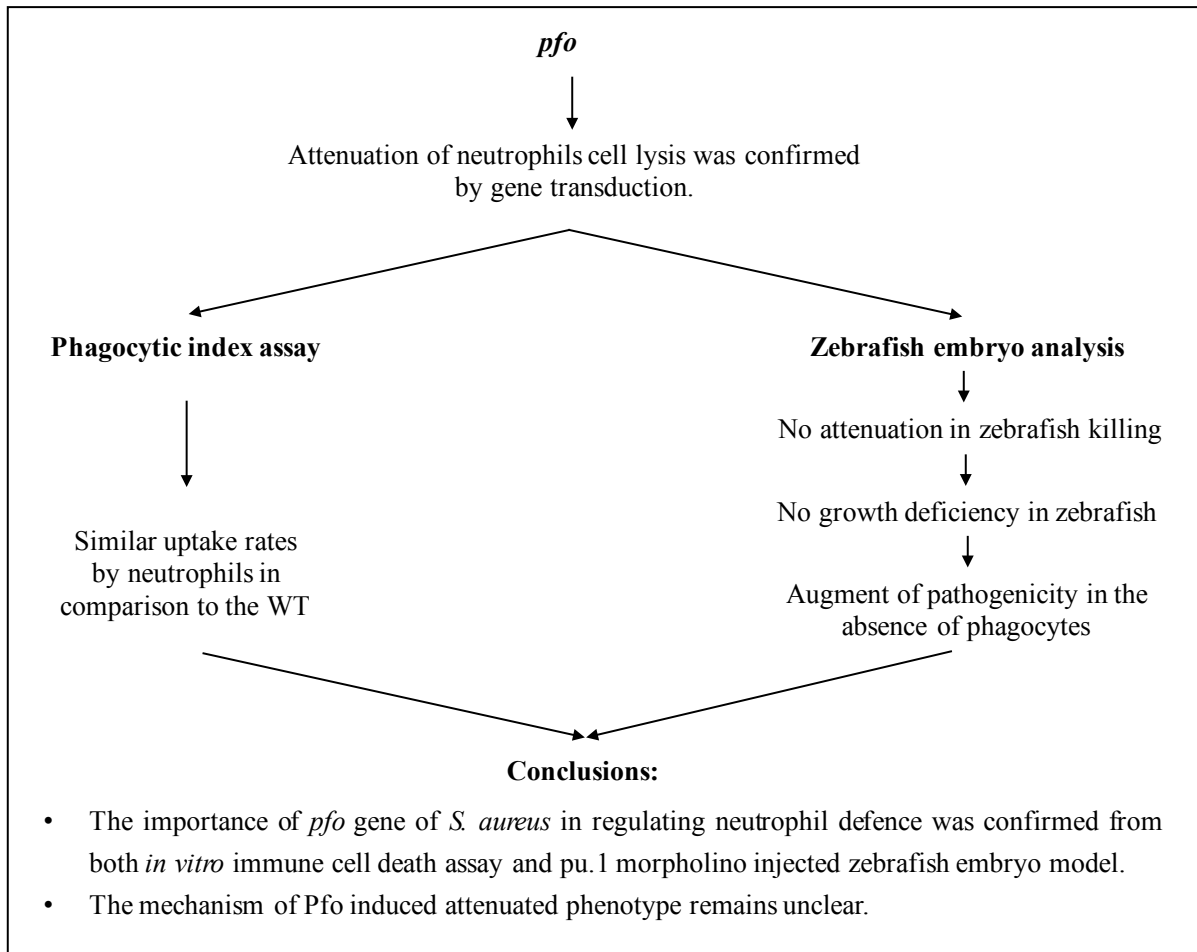 pfo
Attenuation of neutrophils cell lysis was confirmed
by gene transduction.
Phagocytic index assay
Zebrafish embryo analysis
No attenuation in zebrafish killing
No growth deficiency in zebrafish
Similar uptake rates
by neutrophils in
comparison to the WT
Augment of pathogenicity in the
absence of phagocytes
Conclusions:
• The importance of pfo gene of S. aureus in regulating neutrophil defence was confirmed from
both in vitro immune cell death assay and pu.1 morpholino injected zebrafish embryo model.
• The mechanism of Pfo induced attenuated phenotype remains unclear.